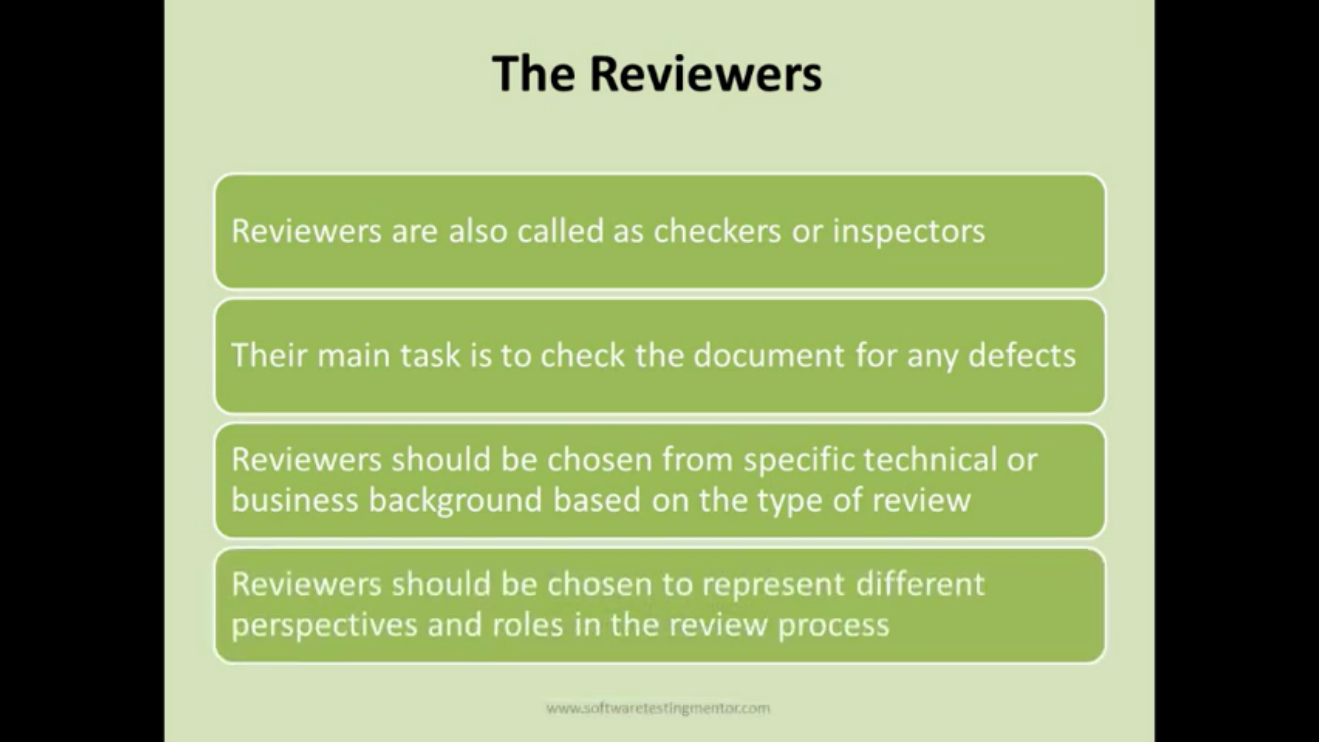 The Reviewers
Reviewers are also called as checkers or inspectors
Their main task is to check the document for any defects
Reviewers should be chosen from specific technical or
business background based on the type of review
Reviewers should be chosen to represent different
perspectives and roles in the review process
www.softwaretestingmentor.com